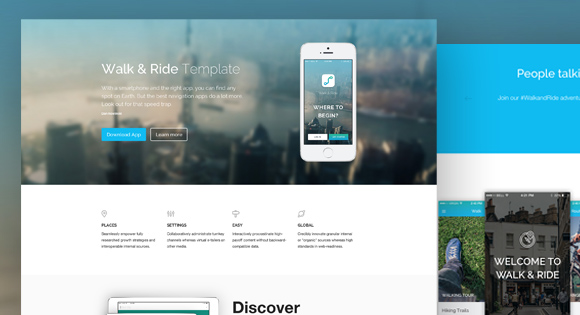 Walk & Ride Template
With a smartphone and the right app, you can find any
spot on Earth, but the next navigation apps do a lot more.
Look out for that speed trap.
Download App
Learn more
WHERE TO
BEGIN?
PLACES
Seamlessly empower fully
researched growth strategies and
interoperable internal sources.
SETTINGS
Collaboratively administrate turnkey
channels whereas virtual e-tailers or
other media.
EASY
Interactively procrastinate high-
payoff content without backward-
compatible data.
GLOBAL
Credibly innovate granular internal
or "organic" sources whereas high
standards in web-readiness.
Discover
People talki
Join our #WalkandRide adventu
Walk
WALKING TOUR
Hiking Trails
WELCOME TO
WALK & RIDE